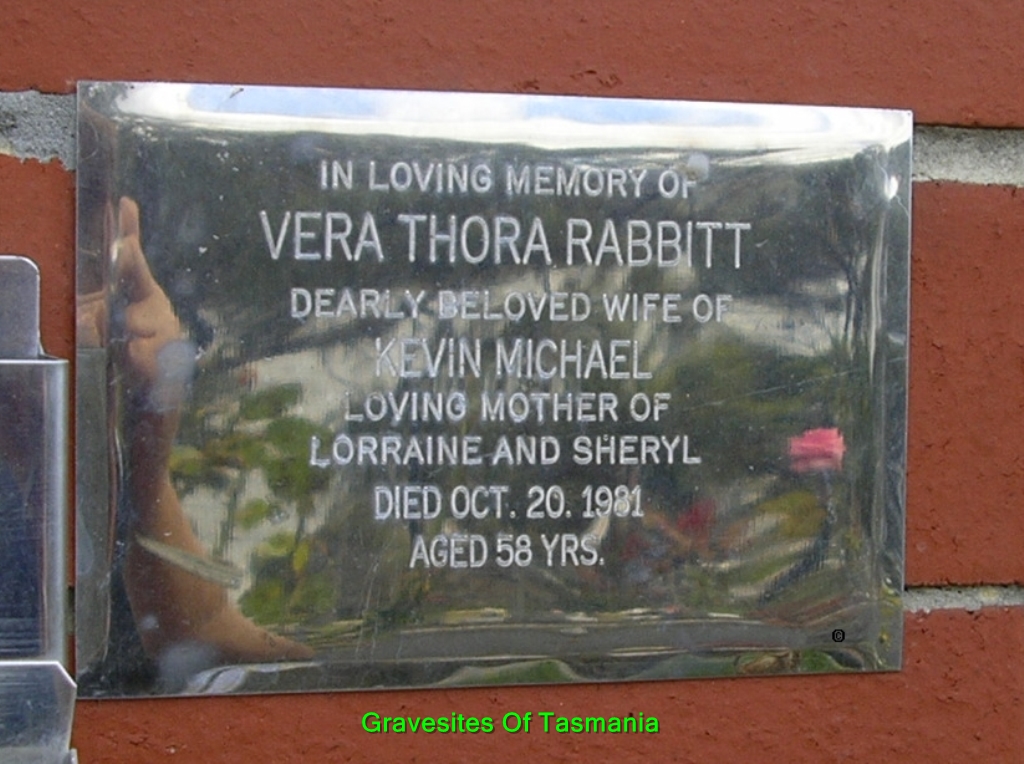 IN LOVING MEMORY OF
VERA THORA RABBITT
DEARLY BELOVED WIFE OF
KEVIN MICHAEL
LOVING MOTHER OF
LORRAINE AND SHERYL
DIED OCT. 20. 1981
AGED 58 YRS.
©
Gravesites Of Tasmania